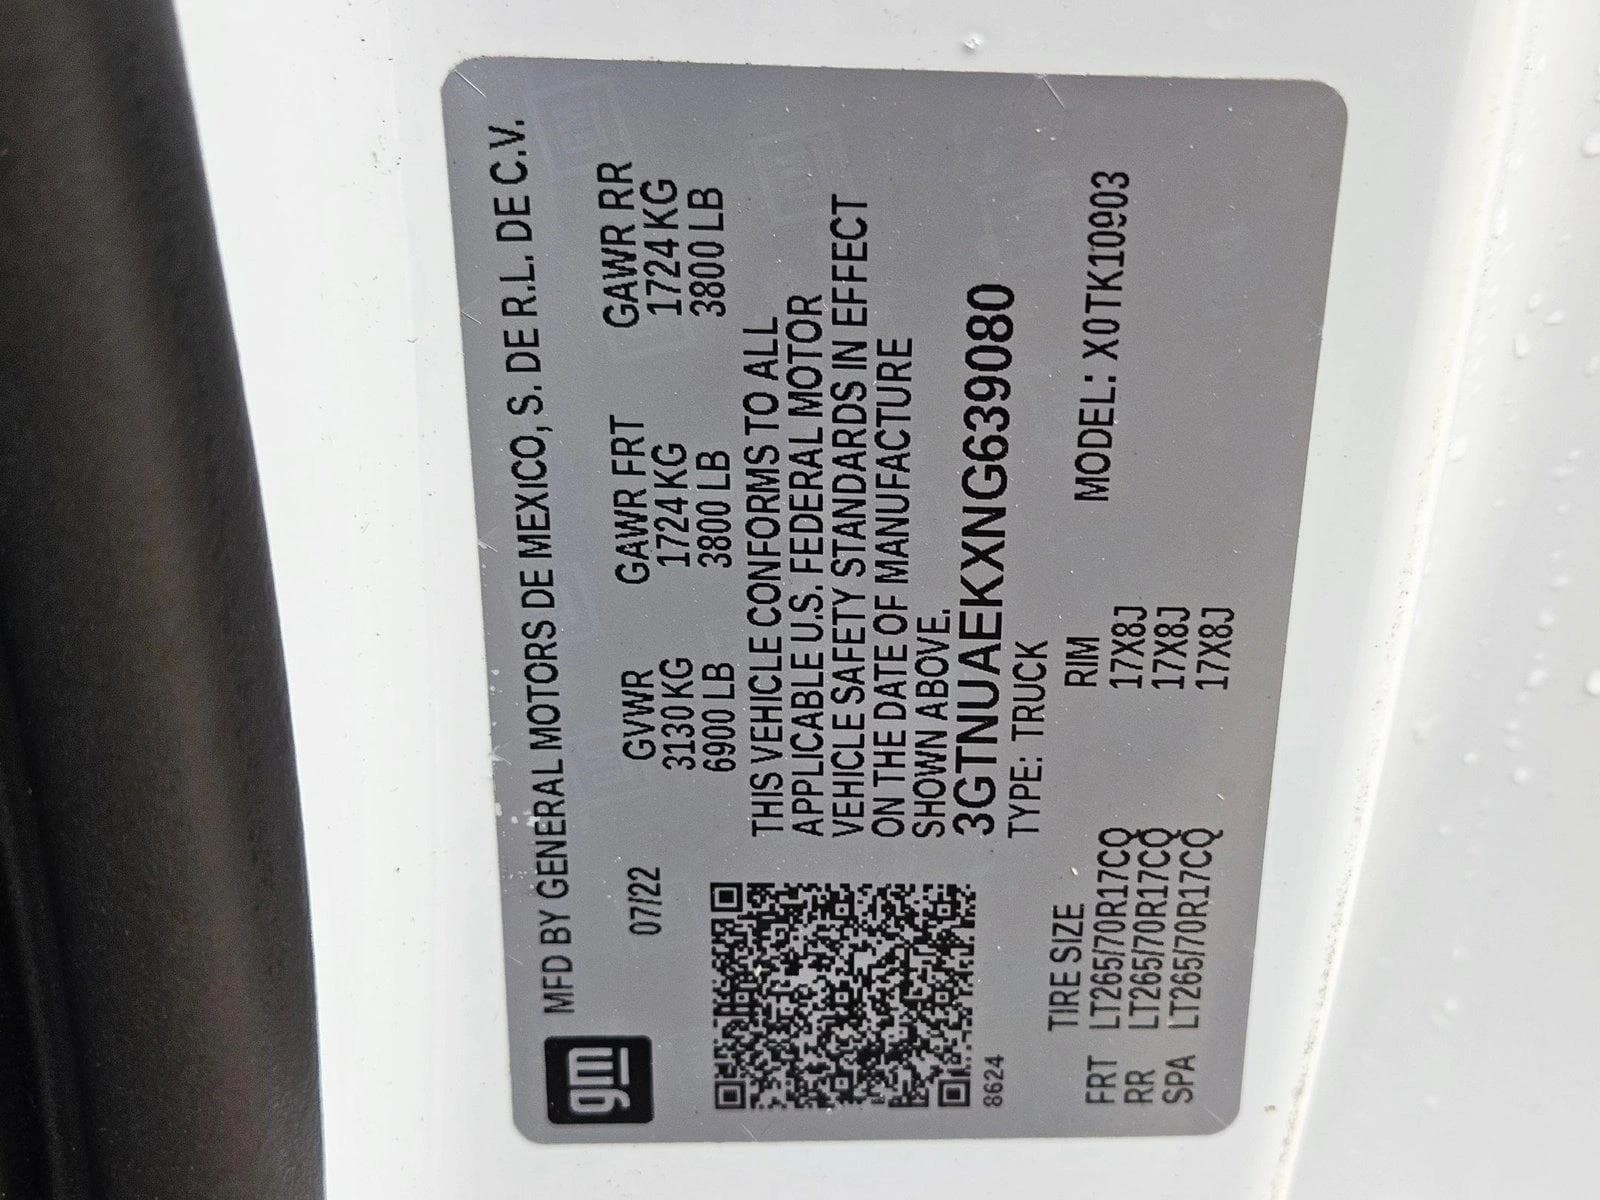 gm
MFD BY GENERAL MOTORS DE MEXICO, S. DE R.L. DE C.V.
07/22
GVWR GAWR FRT GAWR RR
3130 KG 1724 KG 1724 KG
6900 LB 3800 LB 3800 LB
THIS VEHICLE CONFORMS TO ALL
APPLICABLE U.S. FEDERAL MOTOR
VEHICLE SAFETY STANDARDS IN EFFECT
ON THE DATE OF MANUFACTURE
SHOWN ABOVE.
3GTNUAEKXNG639080
8624
TYPE: TRUCK
TIRE SIZE RIM MODEL: X0TK10903
FRT LT265/70R17CQ 17X8J
RR LT265/70R17CQ 17X8J
SPA LT265/70R17CQ 17X8J